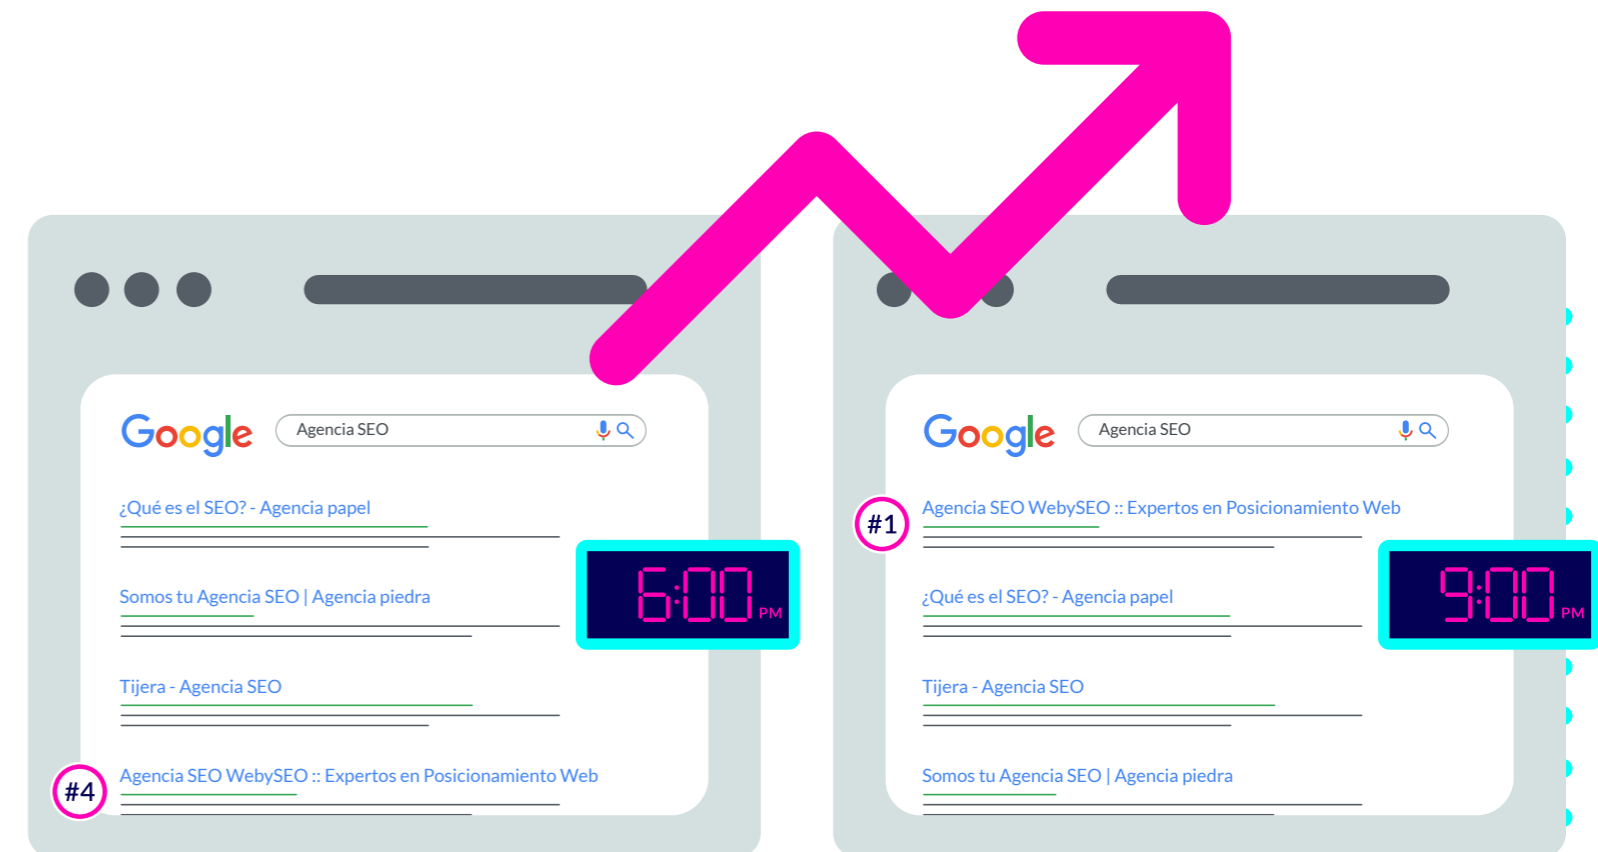 Google Agencia SEO
¿Qué es el SEO? - Agencia papel
6:00 PM
Somos tu Agencia SEO | Agencia piedra
Tijera - Agencia SEO
#4 Agencia SEO WebySEO :: Expertos en Posicionamiento Web
Google Agencia SEO
#1 Agencia SEO WebySEO :: Expertos en Posicionamiento Web
9:00 PM
¿Qué es el SEO? - Agencia papel
Tijera - Agencia SEO
Somos tu Agencia SEO | Agencia piedra